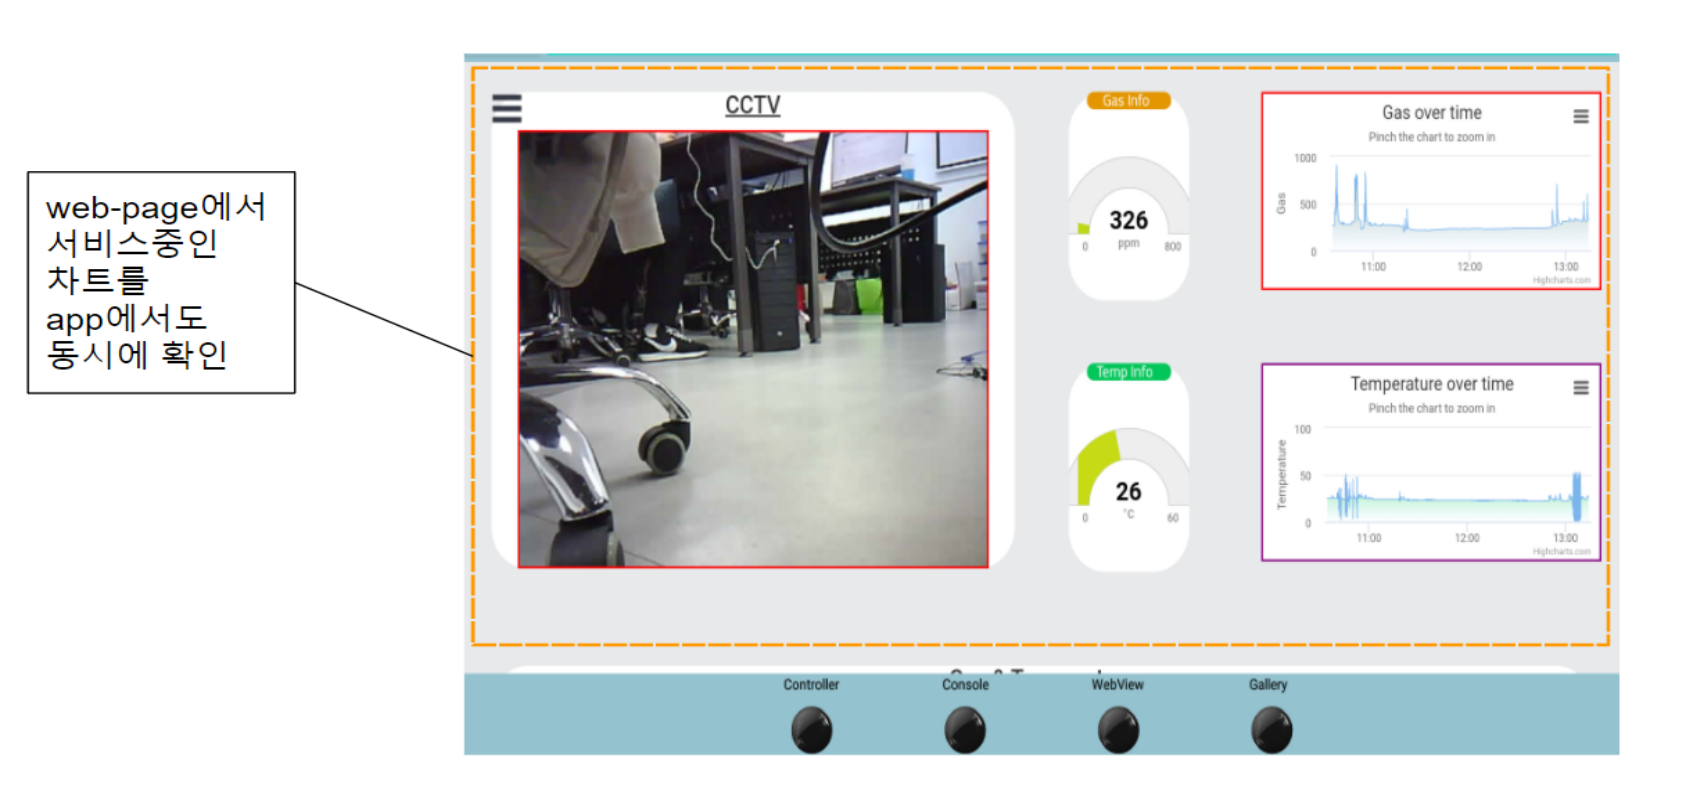 web-page에서
서비스중인
차트를
app에서도
동시에 확인
CCTV
Gas Info
326
ppm
0
800
Gas over time
Pinch the chart to zoom in
1000
500
0
Gas
11:00
12:00
13:00
Highcharts.com
Temp Info
26
°C
0
60
Temperature over time
Pinch the chart to zoom in
100
50
0
Temperature
11:00
12:00
13:00
Highcharts.com
Controller
Console
WebView
Gallery